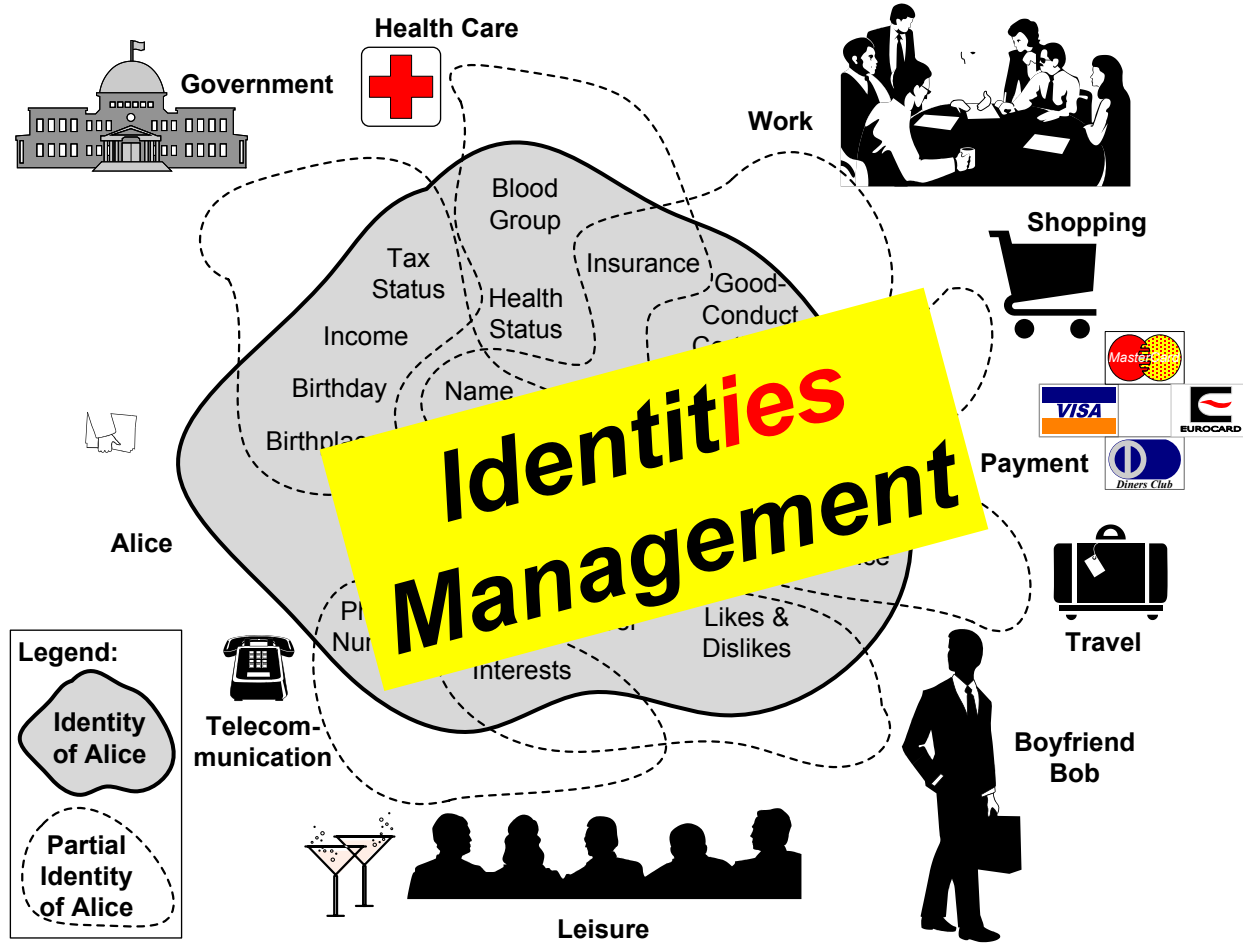 Health Care
Government
Work
Shopping
Blood
Group
Tax
Status
Insurance
Good-
Conduct
Health
Status
Income
Birthday
Name
MasterCard
VISA
EUROCARD
Diners Club
Payment
Identities
Management
Alice
Likes &
Dislikes
Interests
Travel
Legend:
Identity
of Alice
Partial
Identity
of Alice
Telecom-
munication
Boyfriend
Bob
Leisure